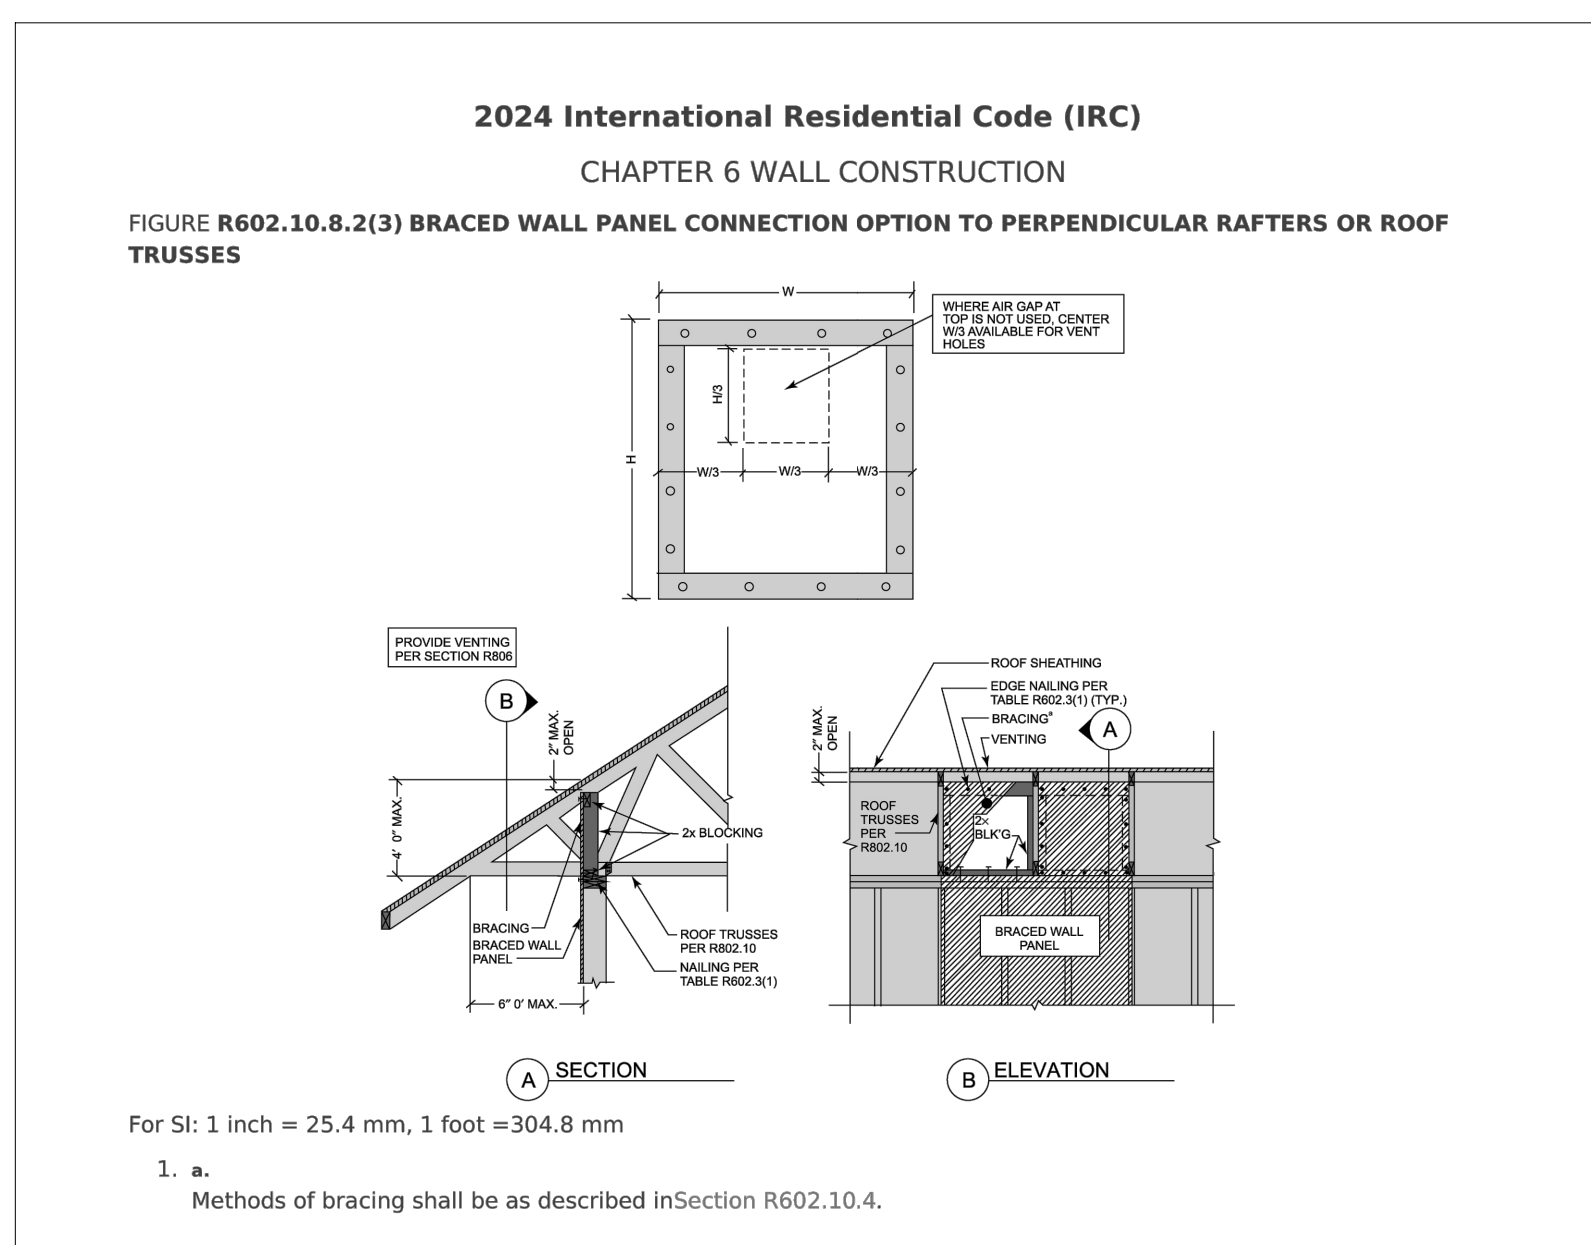 2024 International Residential Code (IRC)
CHAPTER 6 WALL CONSTRUCTION
FIGURE R602.10.8.2(3) BRACED WALL PANEL CONNECTION OPTION TO PERPENDICULAR RAFTERS OR ROOF
TRUSSES
W
WHERE AIR GAP AT
TOP IS NOT USED, CENTER
W/3 AVAILABLE FOR VENT
HOLES
H/3
H
W/3
W/3
W/3
PROVIDE VENTING
PER SECTION R806
B
2″ MAX.
OPEN
4′ 0″ MAX.
2x BLOCKING
BRACING
BRACED WALL
PANEL
ROOF TRUSSES
PER R802.10
NAILING PER
TABLE R602.3(1)
6″ 0′ MAX.
A SECTION
ROOF SHEATHING
EDGE NAILING PER
TABLE R602.3(1) (TYP.)
BRACINGᵃ
VENTING
A
2″ MAX.
OPEN
ROOF
TRUSSES
PER
R802.10
2×
BLK'G
BRACED WALL
PANEL
B ELEVATION
For SI: 1 inch = 25.4 mm, 1 foot =304.8 mm
1. a.
Methods of bracing shall be as described inSection R602.10.4.